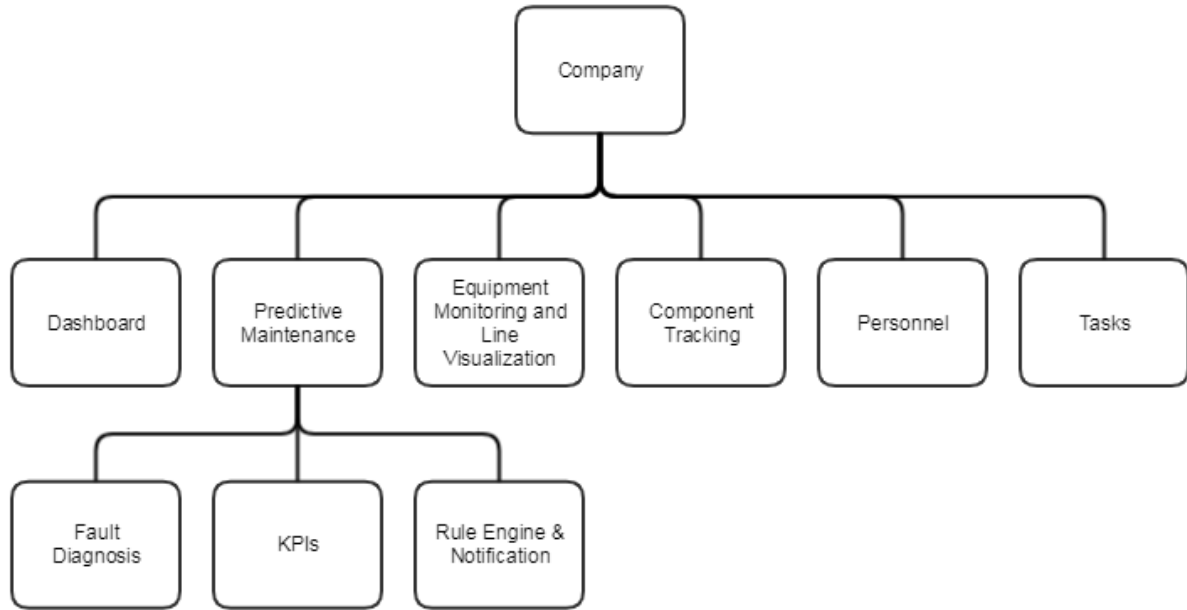 Company
Dashboard
Predictive
Maintenance
Equipment
Monitoring and
Line
Visualization
Component
Tracking
Personnel
Tasks
Fault
Diagnosis
KPIs
Rule Engine &
Notification